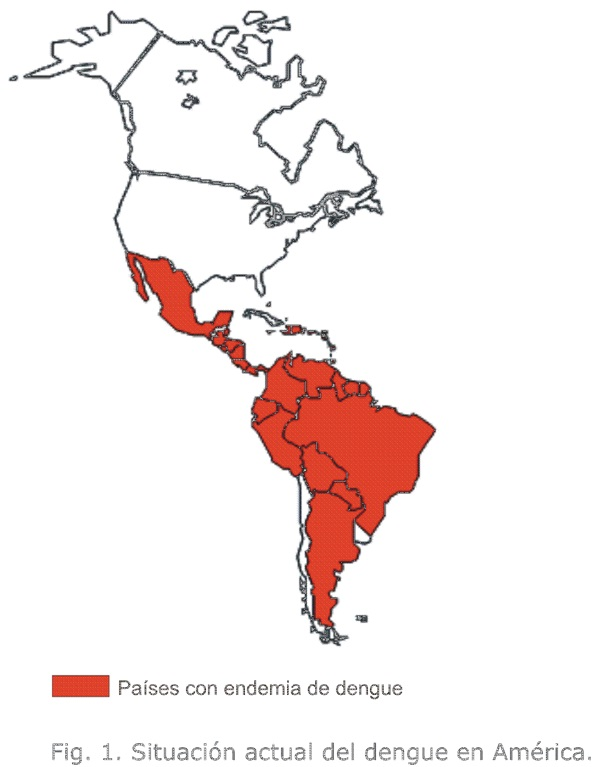 Países con endemia de dengue
Fig. 1. Situación actual del dengue en América.